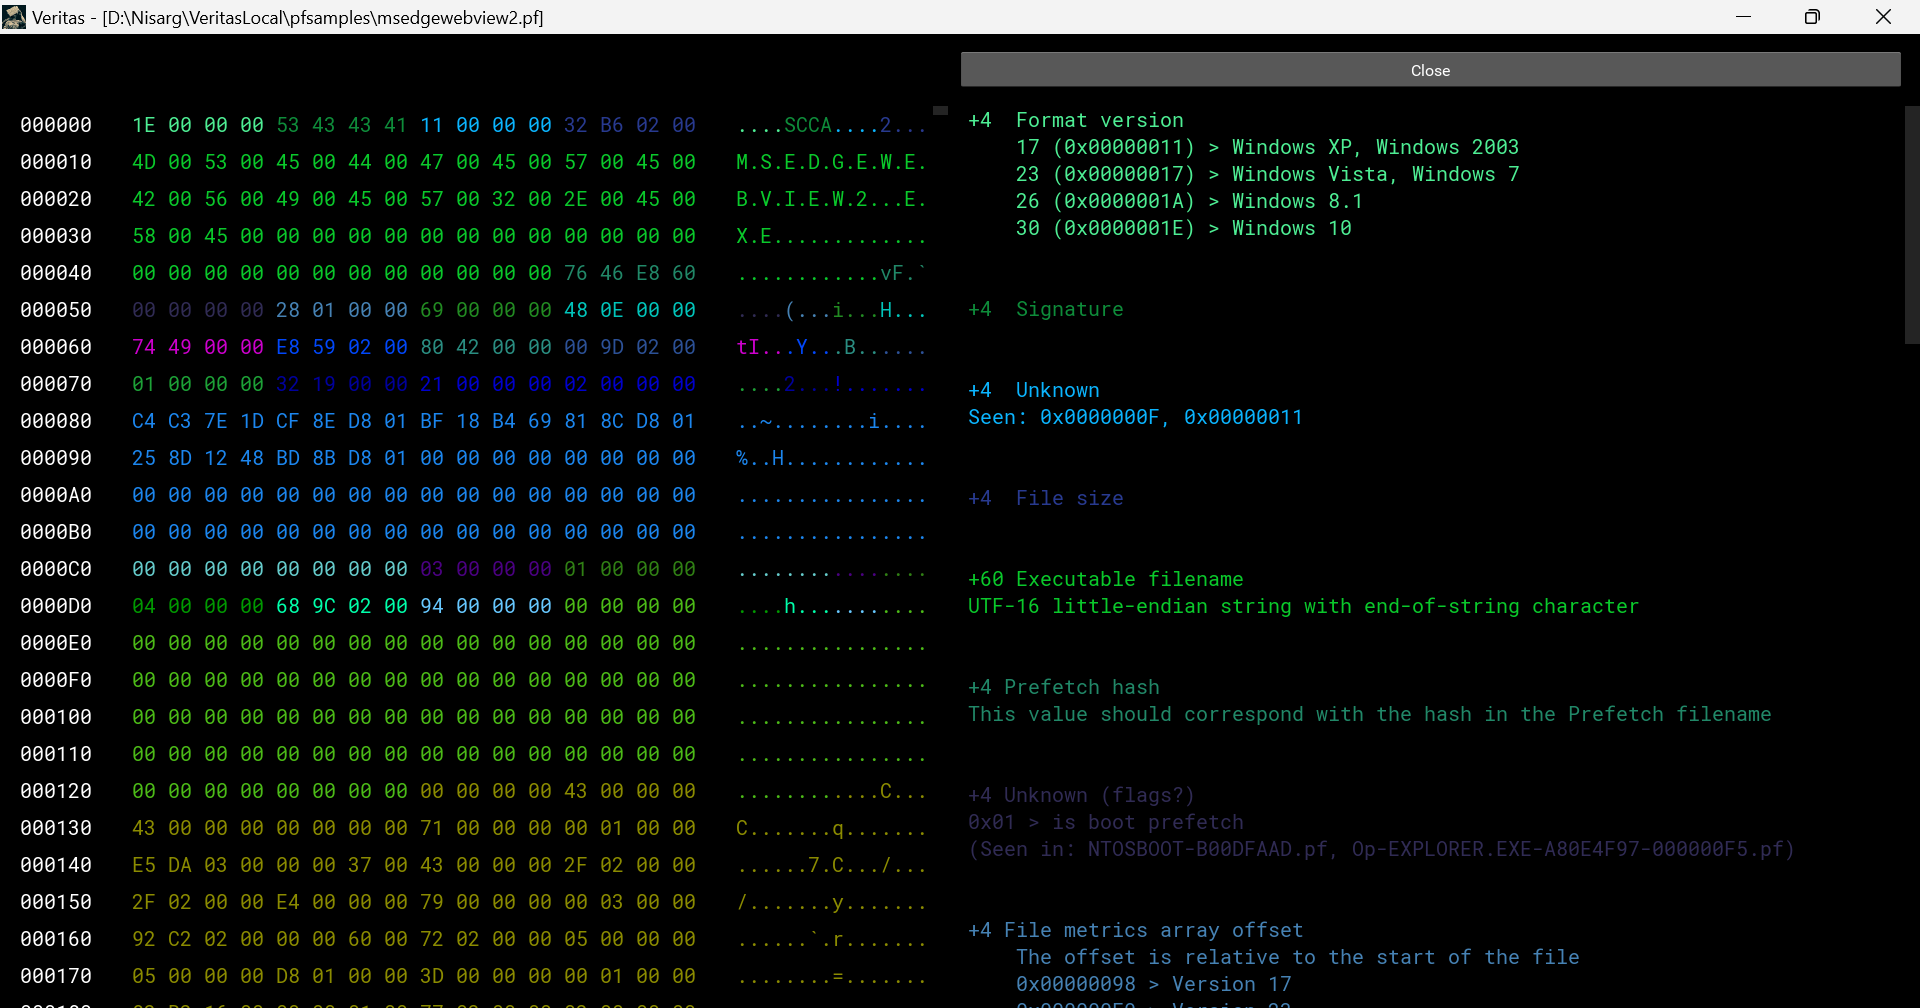 Veritas - [D:\Nisarg\VeritasLocal\pfsamples\msedgewebview2.pf]
Close
000000 1E 00 00 00 53 43 43 41 11 00 00 00 32 B6 02 00 ....SCCA....2...
000010 4D 00 53 00 45 00 44 00 47 00 45 00 57 00 45 00 M.S.E.D.G.E.W.E.
000020 42 00 56 00 49 00 45 00 57 00 32 00 2E 00 45 00 B.V.I.E.W.2...E.
000030 58 00 45 00 00 00 00 00 00 00 00 00 00 00 00 00 X.E.............
000040 00 00 00 00 00 00 00 00 00 00 00 00 76 46 E8 60 ............vF.`
000050 00 00 00 00 28 01 00 00 69 00 00 00 48 0E 00 00 ....(...i...H...
000060 74 49 00 00 E8 59 02 00 80 42 00 00 00 9D 02 00 tI...Y...B......
000070 01 00 00 00 32 19 00 00 21 00 00 00 02 00 00 00 ....2...!.......
000080 C4 C3 7E 1D CF 8E D8 01 BF 18 B4 69 81 8C D8 01 ..~........i....
000090 25 8D 12 48 BD 8B D8 01 00 00 00 00 00 00 00 00 %..H............
0000A0 00 00 00 00 00 00 00 00 00 00 00 00 00 00 00 00 ................
0000B0 00 00 00 00 00 00 00 00 00 00 00 00 00 00 00 00 ................
0000C0 00 00 00 00 00 00 00 00 03 00 00 00 01 00 00 00 ................
0000D0 04 00 00 00 68 9C 02 00 94 00 00 00 00 00 00 00 ....h...........
0000E0 00 00 00 00 00 00 00 00 00 00 00 00 00 00 00 00 ................
0000F0 00 00 00 00 00 00 00 00 00 00 00 00 00 00 00 00 ................
000100 00 00 00 00 00 00 00 00 00 00 00 00 00 00 00 00 ................
000110 00 00 00 00 00 00 00 00 00 00 00 00 00 00 00 00 ................
000120 00 00 00 00 00 00 00 00 00 00 00 00 43 00 00 00 ............C...
000130 43 00 00 00 00 00 00 00 71 00 00 00 00 01 00 00 C.......q.......
000140 E5 DA 03 00 00 00 37 00 43 00 00 00 2F 02 00 00 ......7.C.../...
000150 2F 02 00 00 E4 00 00 00 79 00 00 00 00 03 00 00 /.......y.......
000160 92 C2 02 00 00 00 60 00 72 02 00 00 05 00 00 00 ......`.r.......
000170 05 00 00 00 D8 01 00 00 3D 00 00 00 00 01 00 00 ........=.......
+4 Format version
17 (0x00000011) > Windows XP, Windows 2003
23 (0x00000017) > Windows Vista, Windows 7
26 (0x0000001A) > Windows 8.1
30 (0x0000001E) > Windows 10
+4 Signature
+4 Unknown
Seen: 0x0000000F, 0x00000011
+4 File size
+60 Executable filename
UTF-16 little-endian string with end-of-string character
+4 Prefetch hash
This value should correspond with the hash in the Prefetch filename
+4 Unknown (flags?)
0x01 > is boot prefetch
(Seen in: NTOSBOOT-B00DFAAD.pf, Op-EXPLORER.EXE-A80E4F97-000000F5.pf)
+4 File metrics array offset
The offset is relative to the start of the file
0x00000098 > Version 17